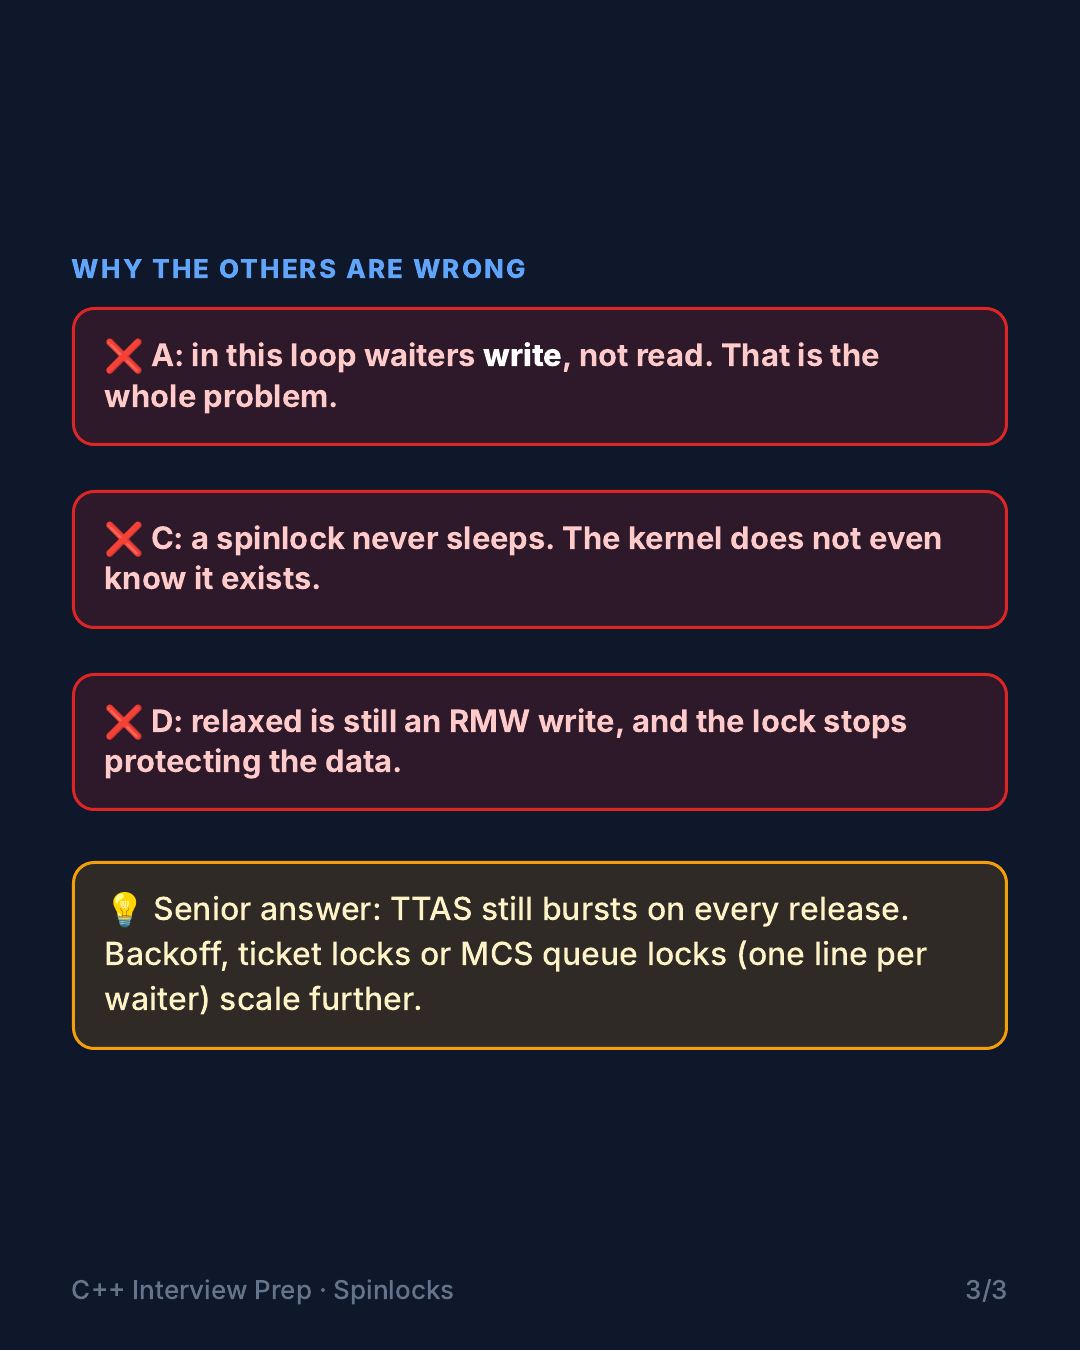 WHY THE OTHERS ARE WRONG
❌ A: in this loop waiters write, not read. That is the
whole problem.
❌ C: a spinlock never sleeps. The kernel does not even
know it exists.
❌ D: relaxed is still an RMW write, and the lock stops
protecting the data.
💡 Senior answer: TTAS still bursts on every release.
Backoff, ticket locks or MCS queue locks (one line per
waiter) scale further.
C++ Interview Prep · Spinlocks
3/3